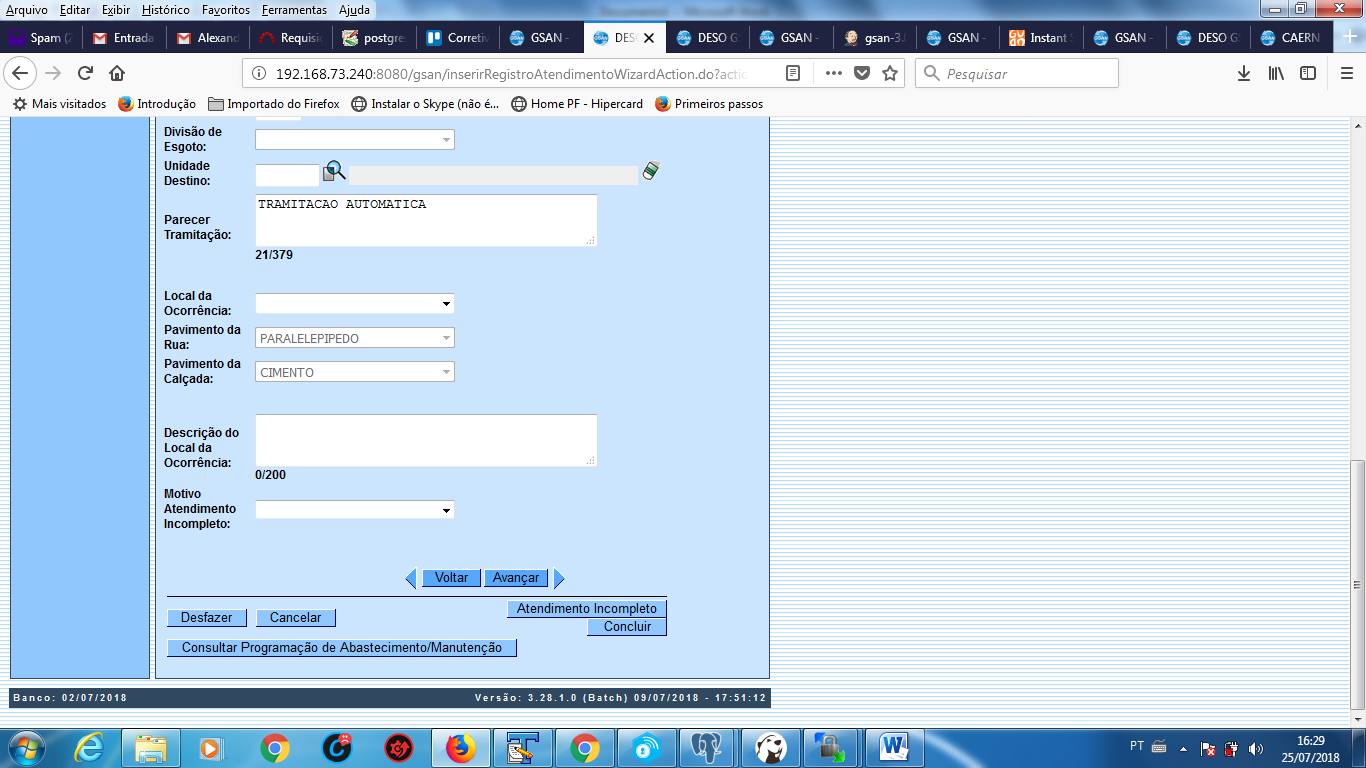 Arquivo Editar Exibir Histórico Favoritos Ferramentas Ajuda
Spam (2 Entrada Alexand Requisiç postgre Corretiv GSAN - DESO DESO G GSAN - gsan-3. GSAN - Instant S GSAN - DESO GS CAERN
192.168.73.240:8080/gsan/inserirRegistroAtendimentoWizardAction.do?actio Pesquisar
Mais visitados Introdução Importado do Firefox Instalar o Skype (não é... Home PF - Hipercard Primeiros passos
Divisão de
Esgoto:
Unidade
Destino:
TRAMITACAO AUTOMATICA
Parecer
Tramitação:
21/379
Local da
Ocorrência:
Pavimento da
Rua:
PARALELEPIPEDO
Pavimento da
Calçada:
CIMENTO
Descrição do
Local da
Ocorrência:
0/200
Motivo
Atendimento
Incompleto:
Voltar Avançar
Atendimento Incompleto
Desfazer Cancelar
Concluir
Consultar Programação de Abastecimento/Manutenção
Banco: 02/07/2018 Versão: 3.28.1.0 (Batch) 09/07/2018 - 17:51:12
PT 16:29
25/07/2018